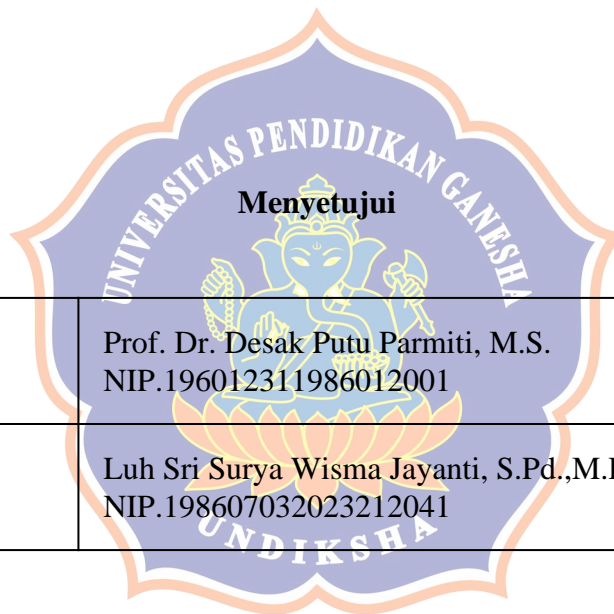 UNIVERSITAS PENDIDIKAN GANESHA
Menyetujui
Prof. Dr. Desak Putu Parmiti, M.S.
NIP.196012311986012001
Luh Sri Surya Wisma Jayanti, S.Pd.,M.
NIP.198607032023212041
UNDIKSHA